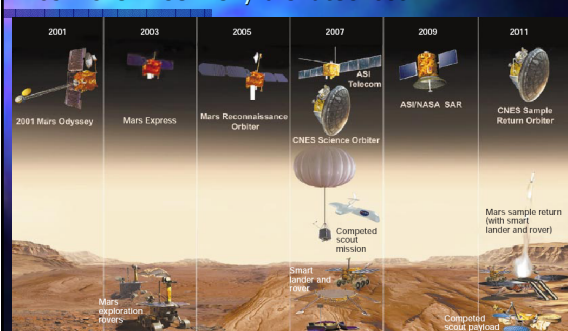 2001
2003
2005
2007
2009
2011
ASI
Telecom
2001 Mars Odyssey
Mars Express
Mars Reconnaissance
Orbiter
CNES Science Orbiter
ASI/NASA SAR
CNES Sample
Return Orbiter
Competed
scout
mission
Mars sample return
(with smart
lander and rover)
Mars
exploration
rovers
Smart
lander and
rover
Competed
scout payload